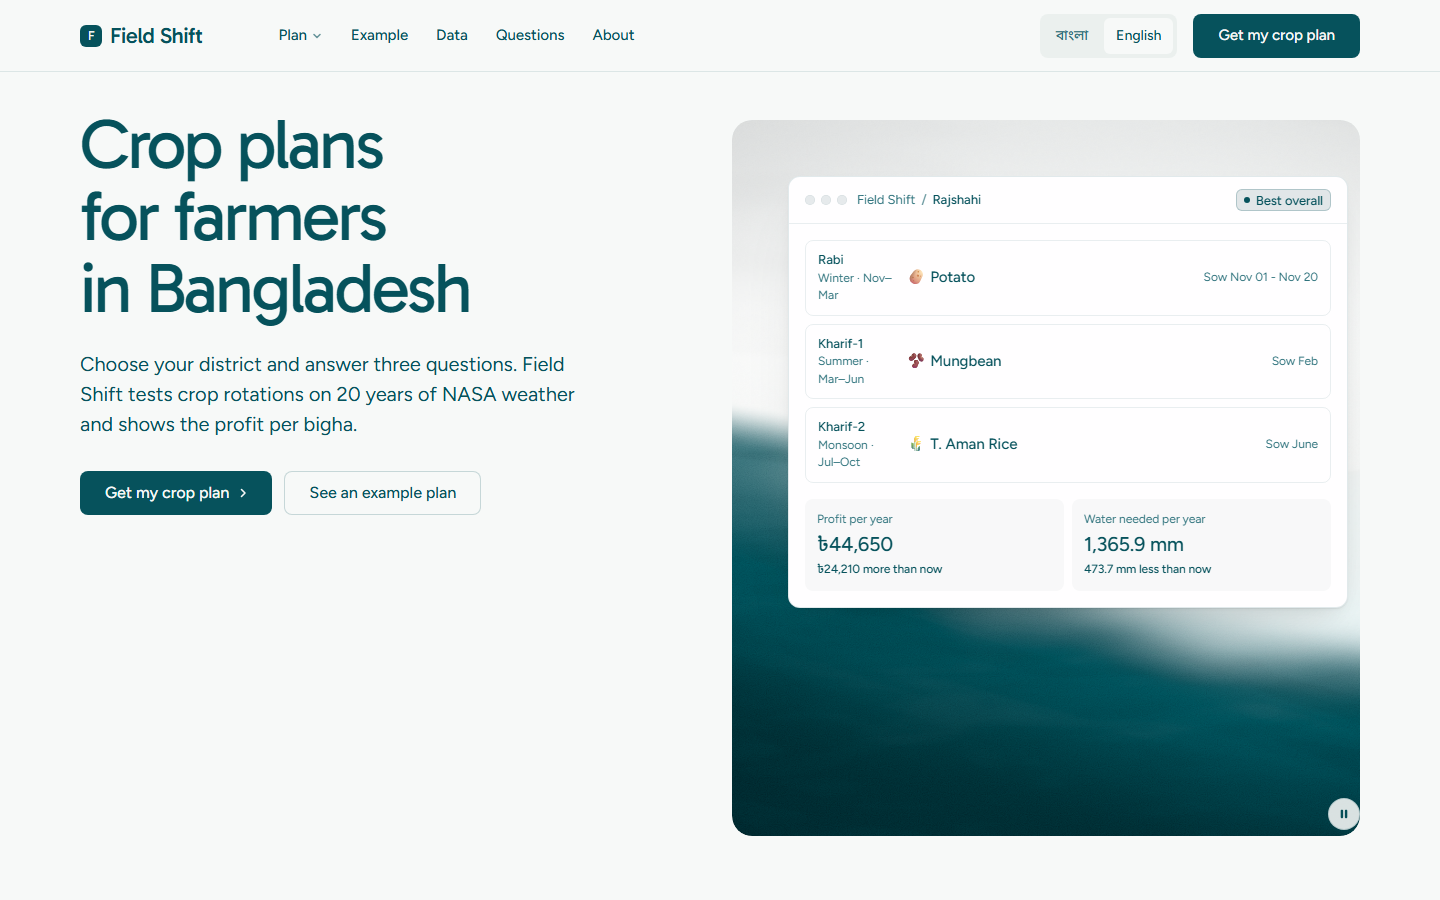 F Field Shift
Plan
Example
Data
Questions
About
বাংলা
English
Get my crop plan
Crop plans
for farmers
in Bangladesh
Choose your district and answer three questions. Field
Shift tests crop rotations on 20 years of NASA weather
and shows the profit per bigha.
Get my crop plan
See an example plan
Field Shift / Rajshahi
Best overall
Rabi
Winter · Nov–
Mar
Potato
Sow Nov 01 - Nov 20
Kharif-1
Summer ·
Mar–Jun
Mungbean
Sow Feb
Kharif-2
Monsoon ·
Jul–Oct
T. Aman Rice
Sow June
Profit per year
৳44,650
৳24,210 more than now
Water needed per year
1,365.9 mm
473.7 mm less than now